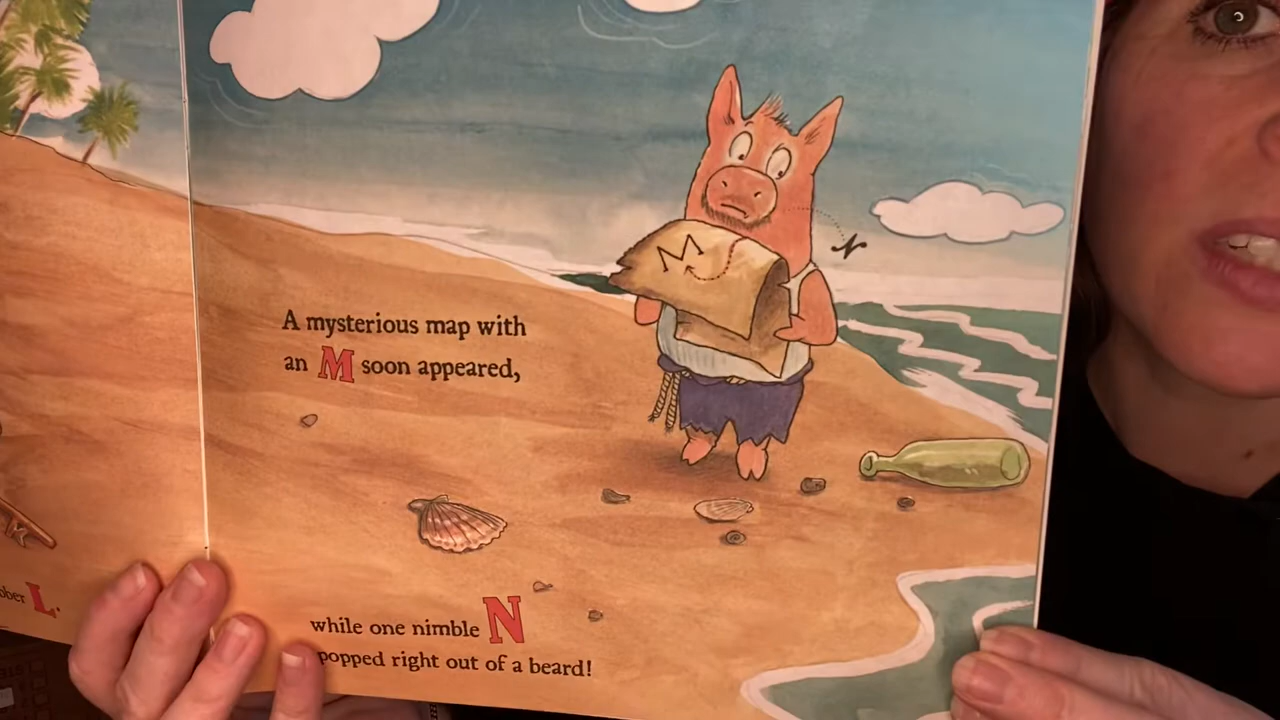 L.
A mysterious map with
an M soon appeared,
M
N
K
while one nimble N
popped right out of a beard!